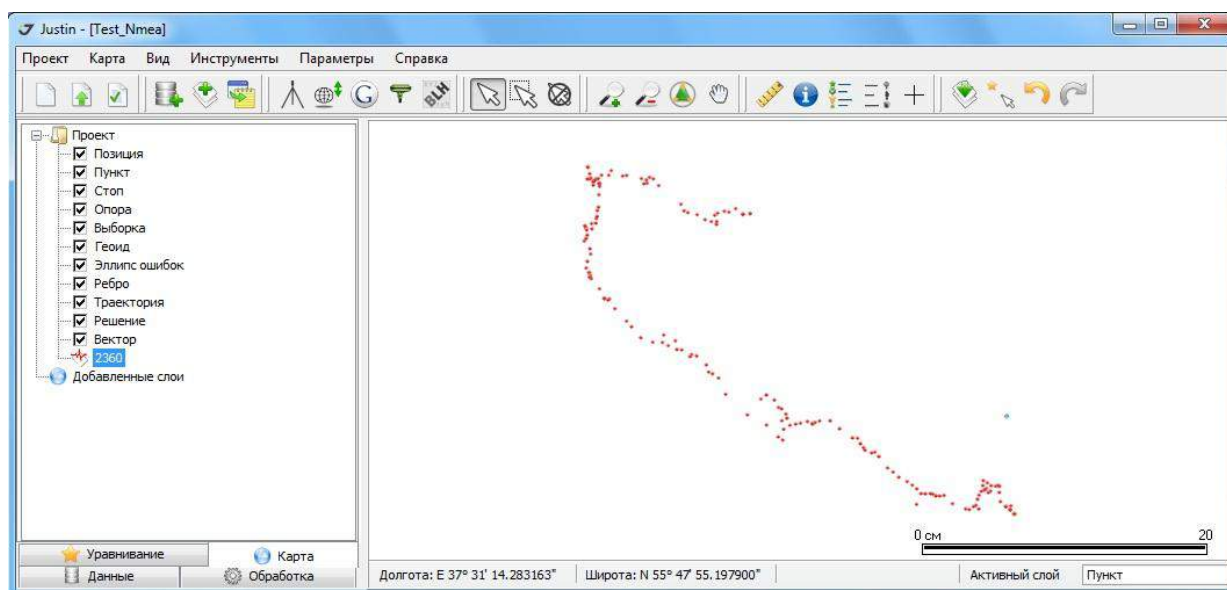 Justin - [Test_Nmea]
Проект Карта Вид Инструменты Параметры Справка
G BLH
Проект
Позиция
Пункт
Стоп
Опора
Выборка
Геоид
Эллипс ошибок
Ребро
Траектория
Решение
Вектор
2360
Добавленные слои
0 см 20
Уравнивание Карта
Данные Обработка
Долгота: E 37° 31' 14.283163" Широта: N 55° 47' 55.197900" Активный слой Пункт